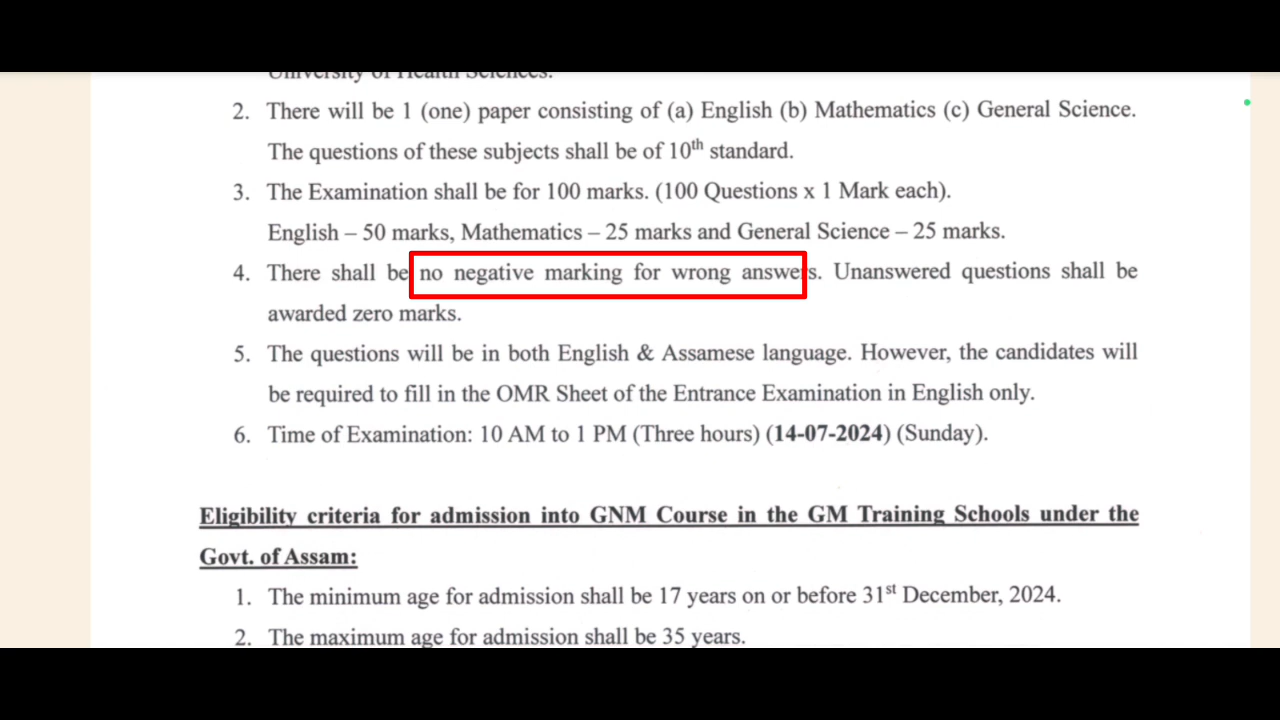 University of Health Sciences.
2. There will be 1 (one) paper consisting of (a) English (b) Mathematics (c) General Science.
The questions of these subjects shall be of 10th standard.
3. The Examination shall be for 100 marks. (100 Questions x 1 Mark each).
English – 50 marks, Mathematics – 25 marks and General Science – 25 marks.
4. There shall be no negative marking for wrong answers. Unanswered questions shall be
awarded zero marks.
5. The questions will be in both English & Assamese language. However, the candidates will
be required to fill in the OMR Sheet of the Entrance Examination in English only.
6. Time of Examination: 10 AM to 1 PM (Three hours) (14-07-2024) (Sunday).
Eligibility criteria for admission into GNM Course in the GM Training Schools under the
Govt. of Assam:
1. The minimum age for admission shall be 17 years on or before 31st December, 2024.
2. The maximum age for admission shall be 35 years.